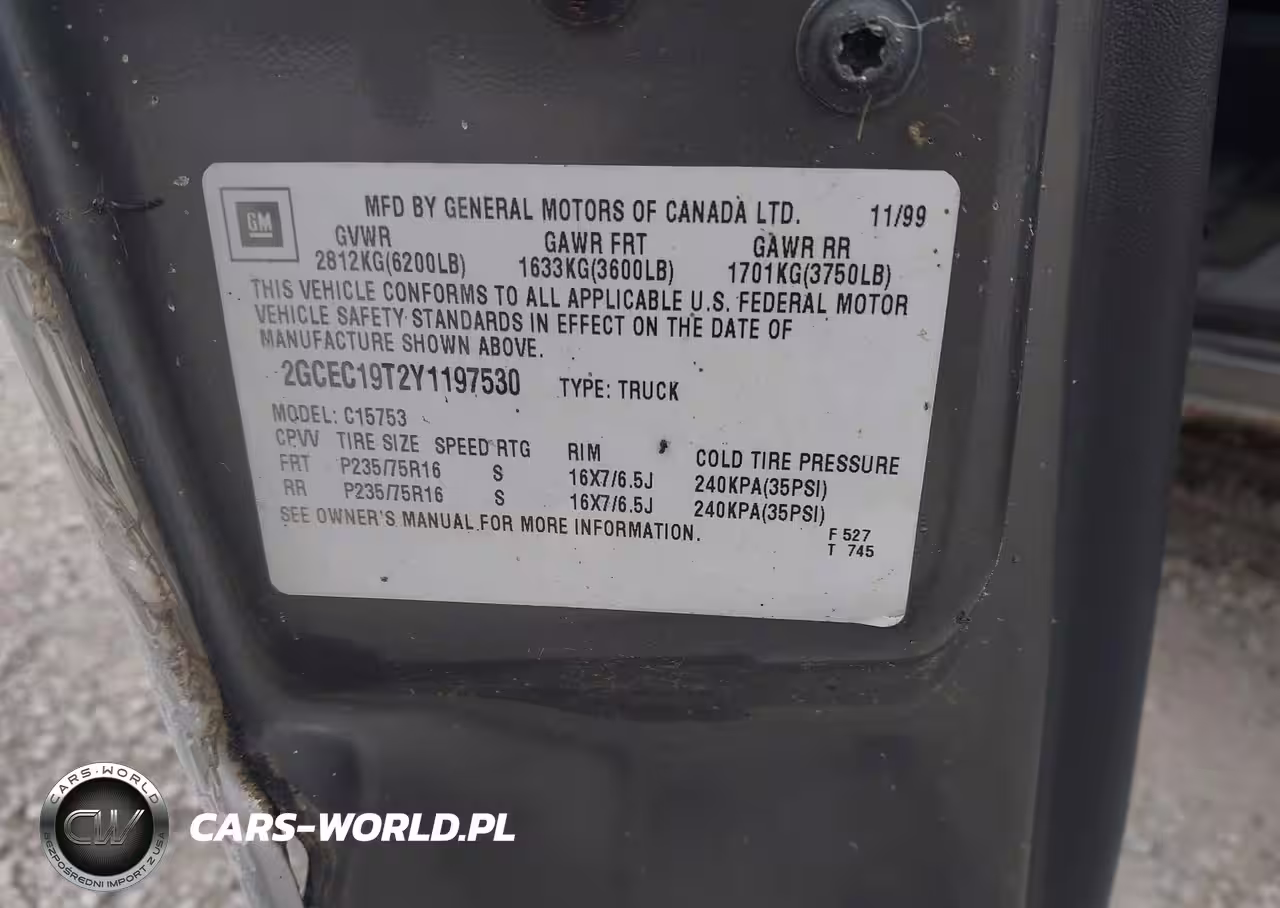 GM
MFD BY GENERAL MOTORS OF CANADA LTD. 11/99
GVWR GAWR FRT GAWR RR
2812KG(6200LB) 1633KG(3600LB) 1701KG(3750LB)
THIS VEHICLE CONFORMS TO ALL APPLICABLE U.S. FEDERAL MOTOR
VEHICLE SAFETY STANDARDS IN EFFECT ON THE DATE OF
MANUFACTURE SHOWN ABOVE.
2GCEC19T2Y1197530 TYPE: TRUCK
MODEL: C15753
CPVV TIRE SIZE SPEED RTG RIM COLD TIRE PRESSURE
FRT P235/75R16 S 16X7/6.5J 240KPA(35PSI)
RR P235/75R16 S 16X7/6.5J 240KPA(35PSI)
SEE OWNER'S MANUAL FOR MORE INFORMATION.
F 527
T 745
CARS-WORLD
CW
BEZPOŚREDNI IMPORT Z USA
CARS-WORLD.PL